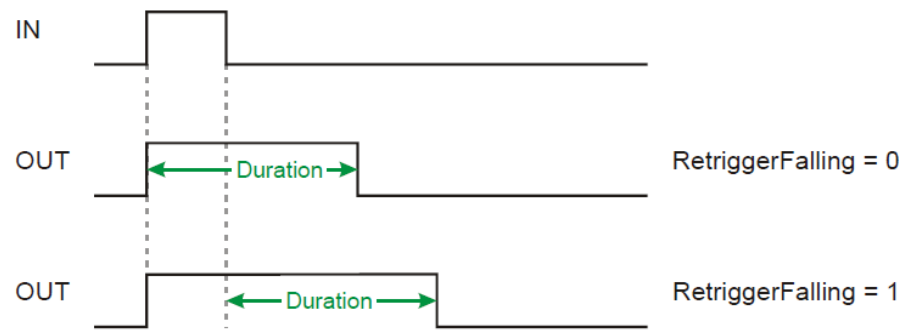 IN
OUT
Duration
RetriggerFalling = 0
OUT
Duration
RetriggerFalling = 1